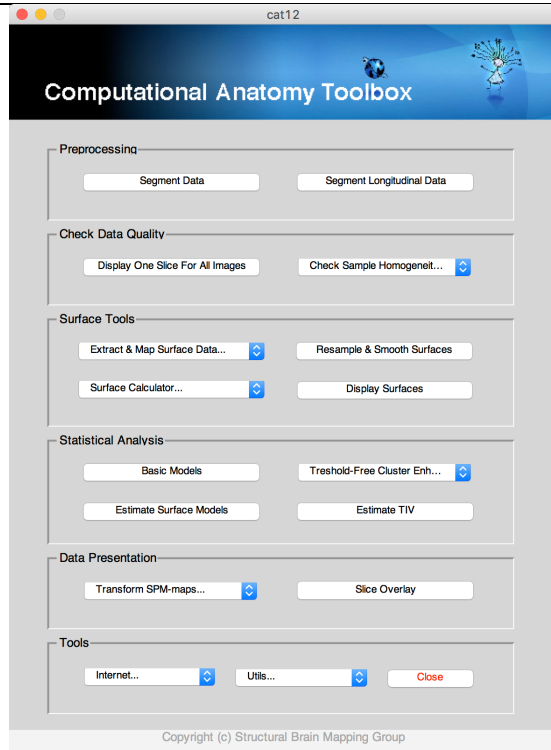 cat12
Computational Anatomy Toolbox
Preprocessing
Segment Data
Segment Longitudinal Data
Check Data Quality
Display One Slice For All Images
Check Sample Homogeneit...
Surface Tools
Extract & Map Surface Data...
Resample & Smooth Surfaces
Surface Calculator...
Display Surfaces
Statistical Analysis
Basic Models
Treshold-Free Cluster Enh...
Estimate Surface Models
Estimate TIV
Data Presentation
Transform SPM-maps...
Slice Overlay
Tools
Internet...
Utils...
Close
Copyright (c) Structural Brain Mapping Group